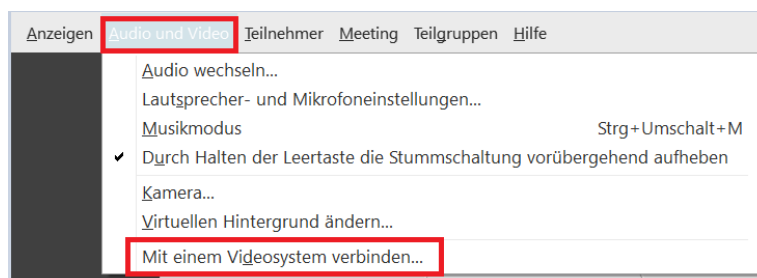 Anzeigen Audio und Video Teilnehmer Meeting Teilgruppen Hilfe
Audio wechseln...
Lautsprecher- und Mikrofoneinstellungen...
Musikmodus Strg+Umschalt+M
Durch Halten der Leertaste die Stummschaltung vorübergehend aufheben
Kamera...
Virtuellen Hintergrund ändern...
Mit einem Videosystem verbinden...